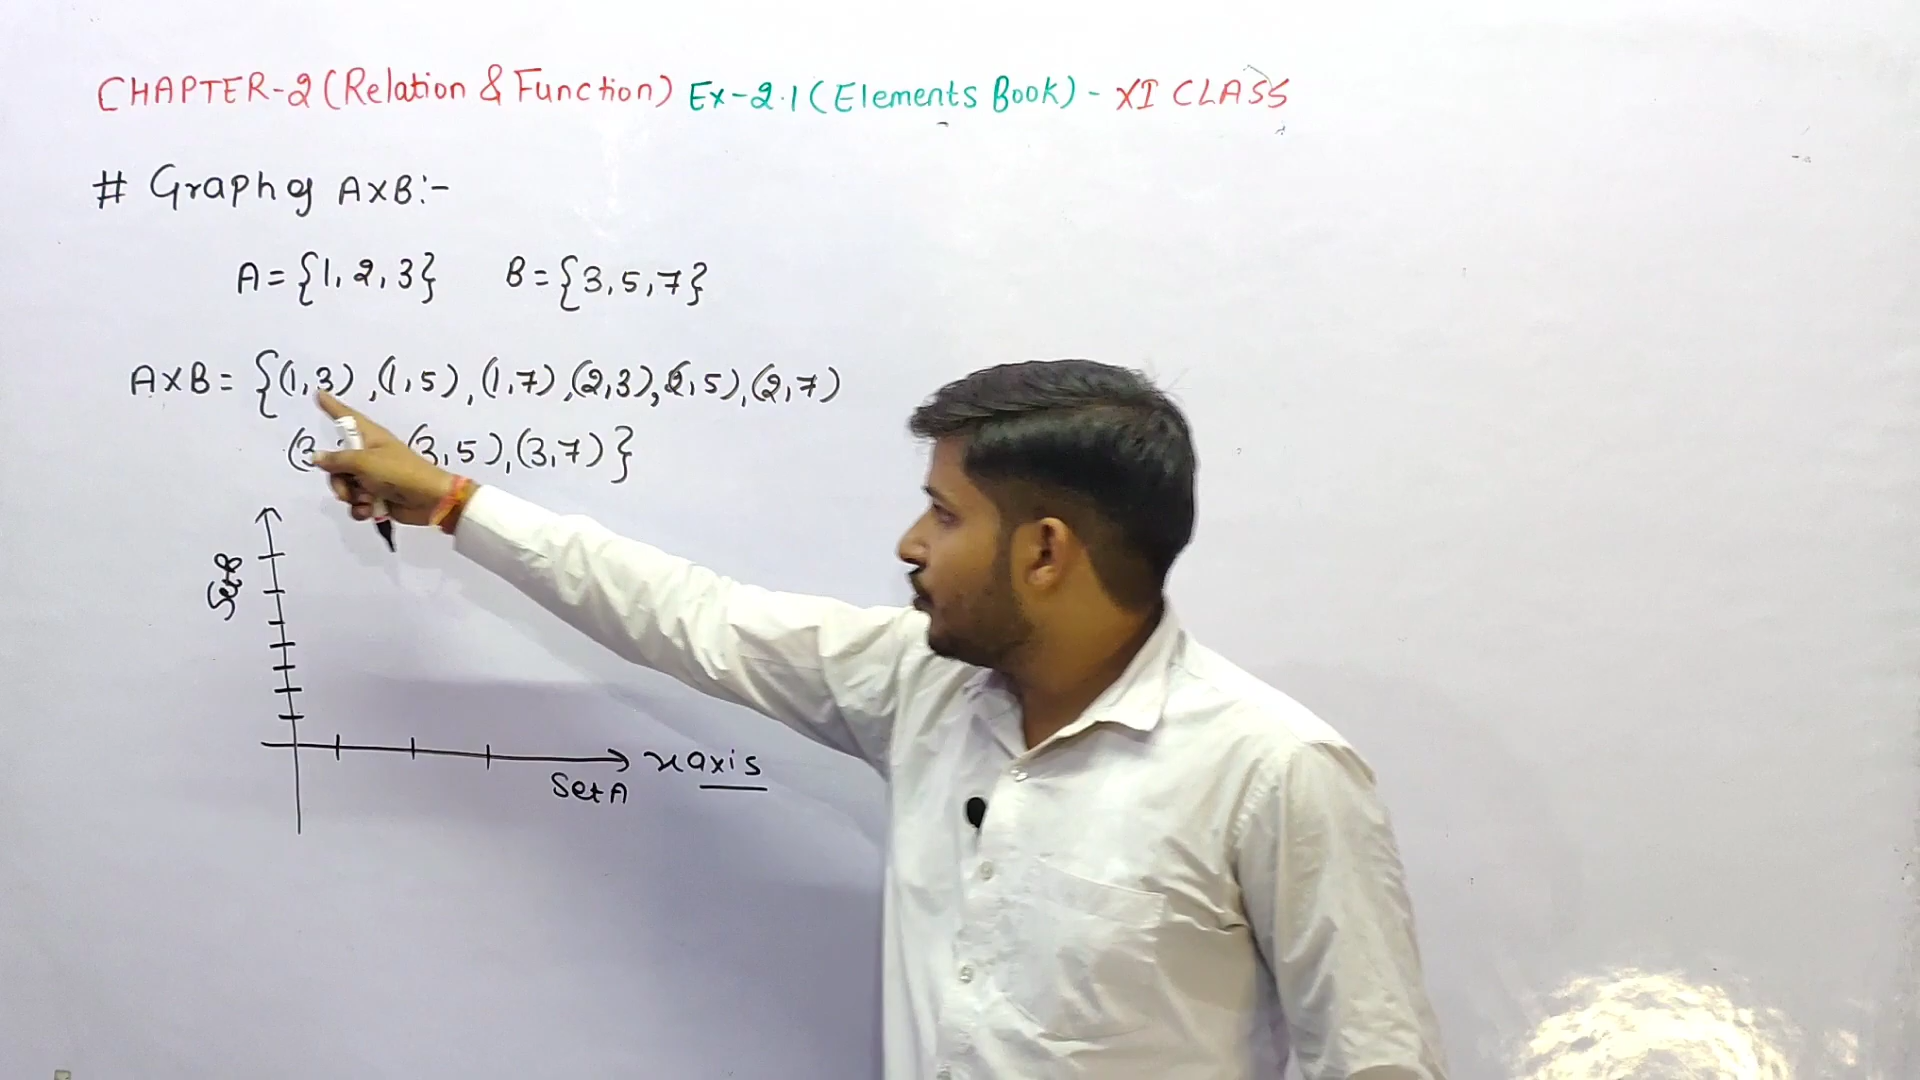 CHAPTER-2 (Relation & Function) Ex-2.1 (Elements Book) - XI CLASS
# Graph of A×B:-
A = {1, 2, 3}   B = {3, 5, 7}
A×B = {(1, 3), (1, 5), (1, 7), (2, 3), (2, 5), (2, 7)
(3, (3, 5), (3, 7)}
Set B
x axis
Set A